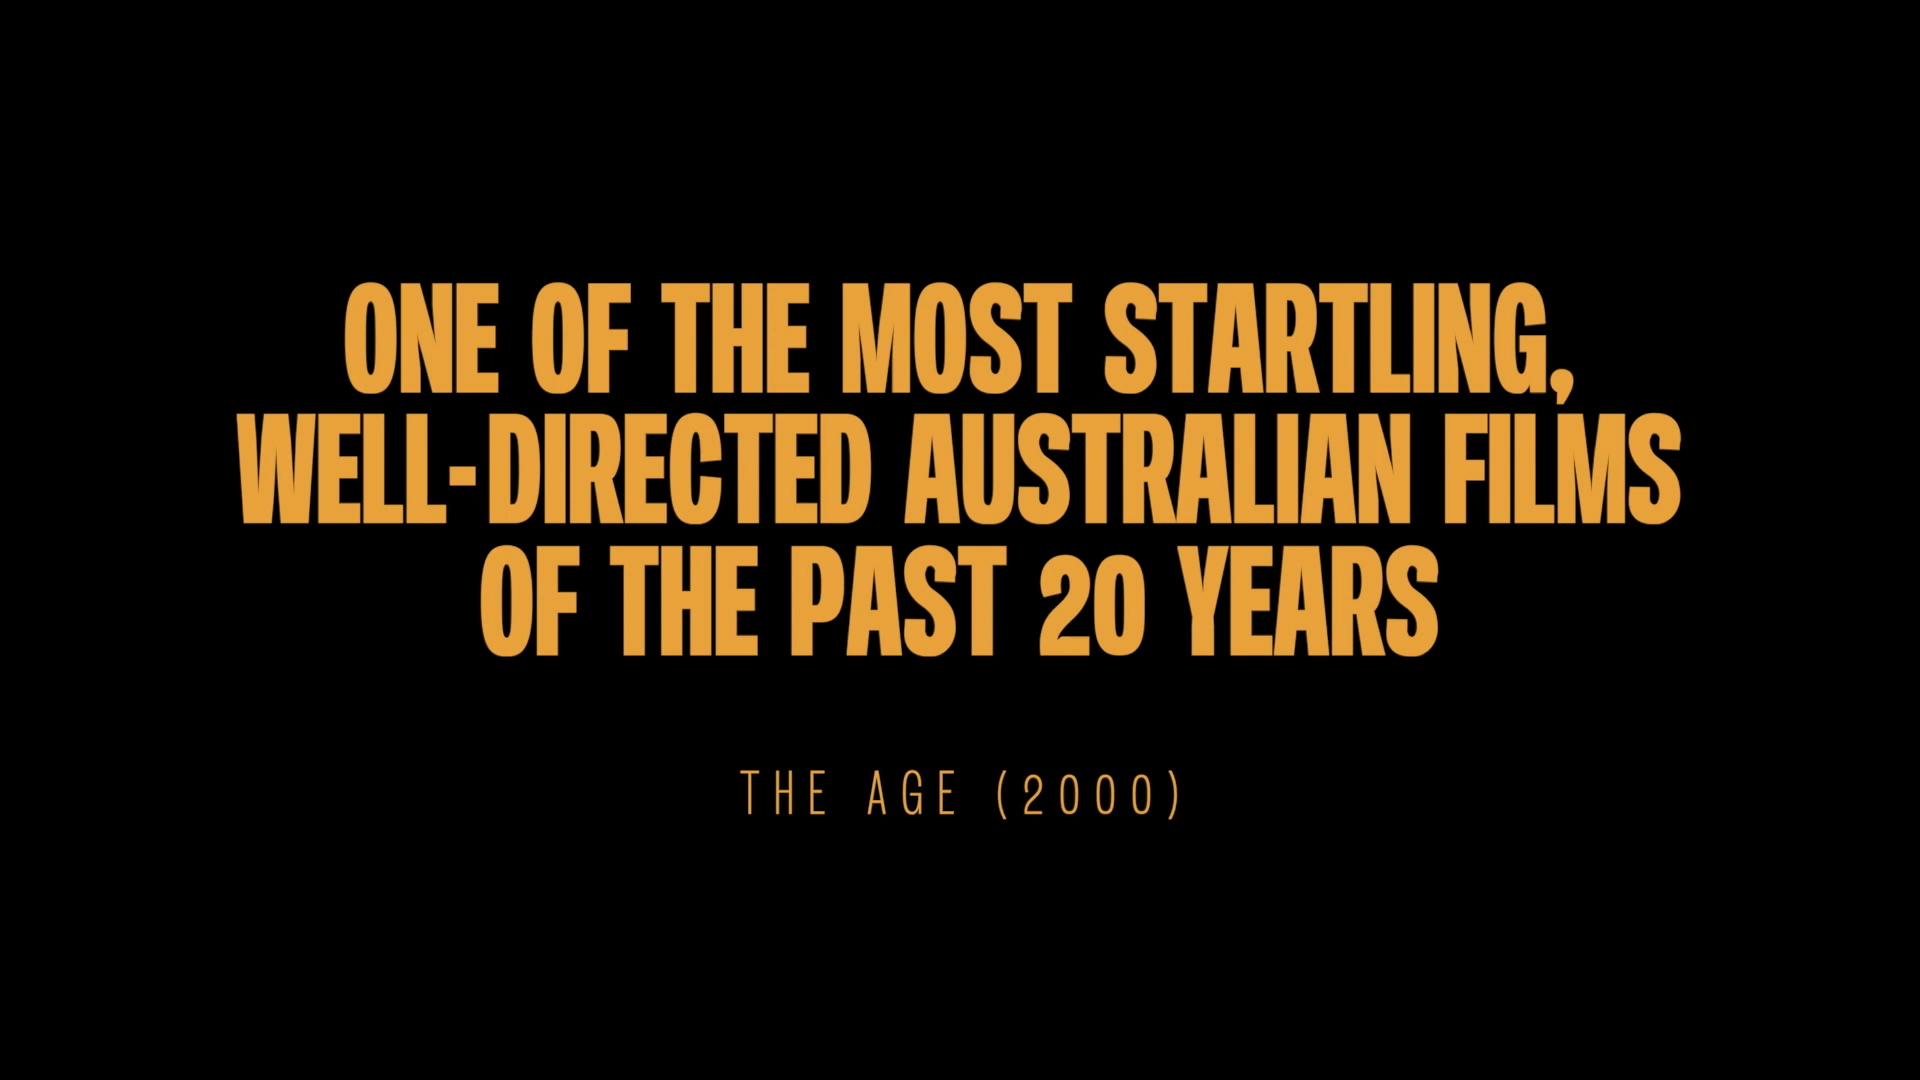 ONE OF THE MOST STARTLING,
WELL-DIRECTED AUSTRALIAN FILMS
OF THE PAST 20 YEARS
THE AGE (2000)